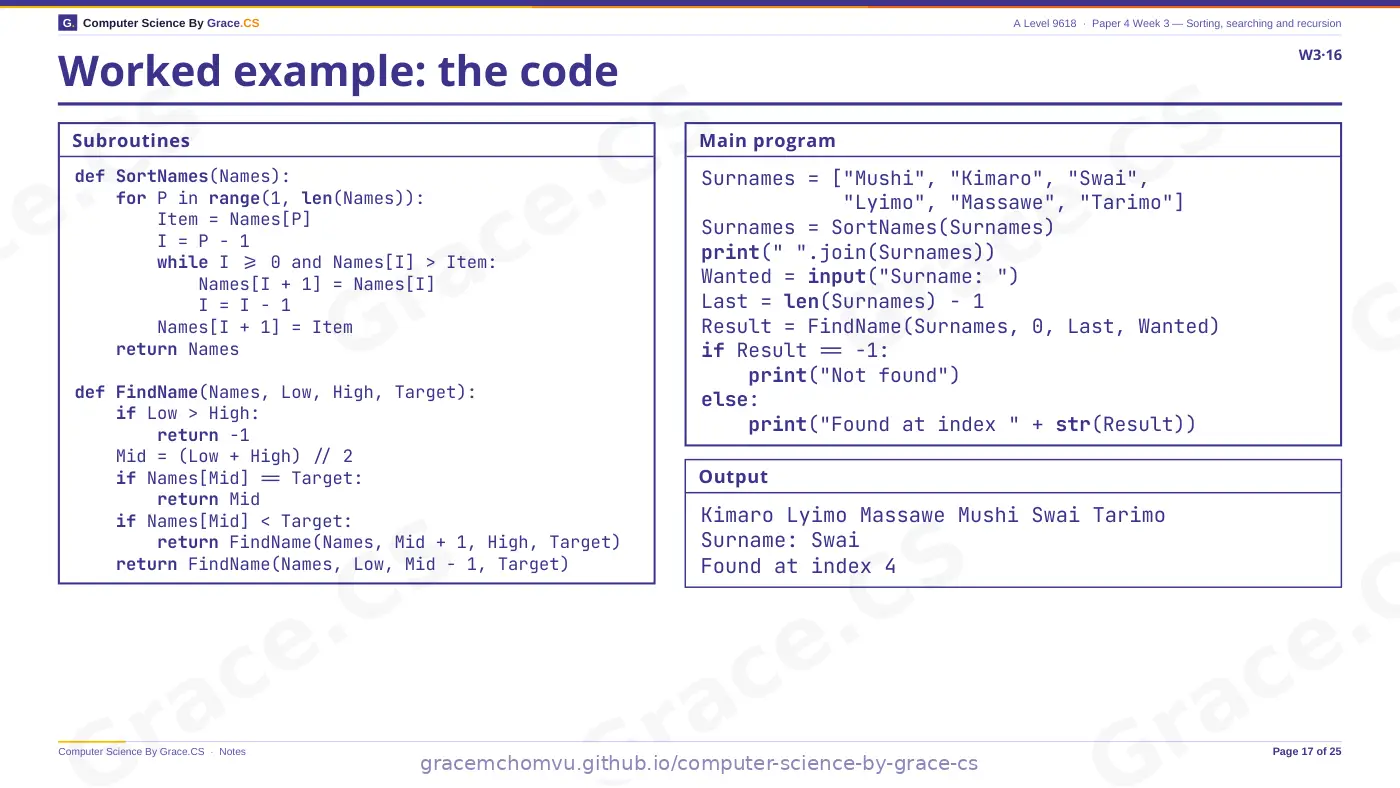 G. Computer Science By Grace.CS
A Level 9618 · Paper 4 Week 3 — Sorting, searching and recursion
Worked example: the code
W3·16
Subroutines
def SortNames(Names):
    for P in range(1, len(Names)):
        Item = Names[P]
        I = P - 1
        while I >= 0 and Names[I] > Item:
            Names[I + 1] = Names[I]
            I = I - 1
        Names[I + 1] = Item
    return Names
def FindName(Names, Low, High, Target):
    if Low > High:
        return -1
    Mid = (Low + High) // 2
    if Names[Mid] == Target:
        return Mid
    if Names[Mid] < Target:
        return FindName(Names, Mid + 1, High, Target)
    return FindName(Names, Low, Mid - 1, Target)
Main program
Surnames = ["Mushi", "Kimaro", "Swai",
            "Lyimo", "Massawe", "Tarimo"]
Surnames = SortNames(Surnames)
print(" ".join(Surnames))
Wanted = input("Surname: ")
Last = len(Surnames) - 1
Result = FindName(Surnames, 0, Last, Wanted)
if Result == -1:
    print("Not found")
else:
    print("Found at index " + str(Result))
Output
Kimaro Lyimo Massawe Mushi Swai Tarimo
Surname: Swai
Found at index 4
Computer Science By Grace.CS · Notes
gracemchomvu.github.io/computer-science-by-grace-cs
Page 17 of 25